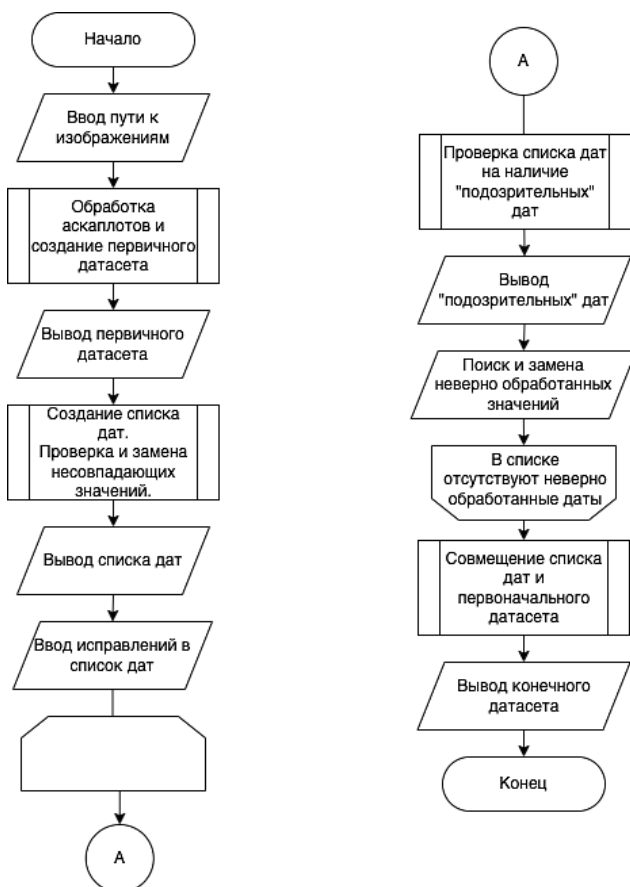 Начало
Ввод пути к
изображениям
Обработка
аскаплотов и
создание первичного
датасета
Вывод первичного
датасета
Создание списка
дат.
Проверка и замена
несовпадающих
значений.
Вывод списка дат
Ввод исправлений в
список дат
А
А
Проверка списка дат
на наличие
"подозрительных"
дат
Вывод
"подозрительных" дат
Поиск и замена
неверно обработанных
значений
В списке
отсутствуют неверно
обработанные даты
Совмещение списка
дат и
первоначального
датасета
Вывод конечного
датасета
Конец